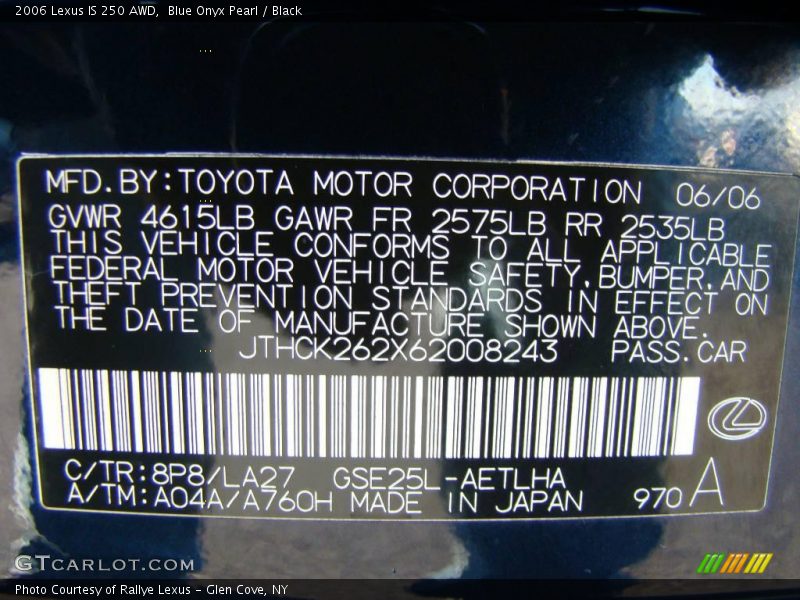 2006 Lexus IS 250 AWD,  Blue Onyx Pearl / Black
MFD.BY:TOYOTA MOTOR CORPORATION 06/06
GVWR 4615LB GAWR FR 2575LB RR 2535LB
THIS VEHICLE CONFORMS TO ALL APPLICABLE
FEDERAL MOTOR VEHICLE SAFETY,BUMPER,AND
THEFT PREVENTION STANDARDS IN EFFECT ON
THE DATE OF MANUFACTURE SHOWN ABOVE.
JTHCK262X62008243 PASS.CAR
C/TR:8P8/LA27 GSE25L-AETLHA
A/TM:A04A/A760H MADE IN JAPAN 970 A
GTCARLOT.COM
Photo Courtesy of Rallye Lexus - Glen Cove, NY